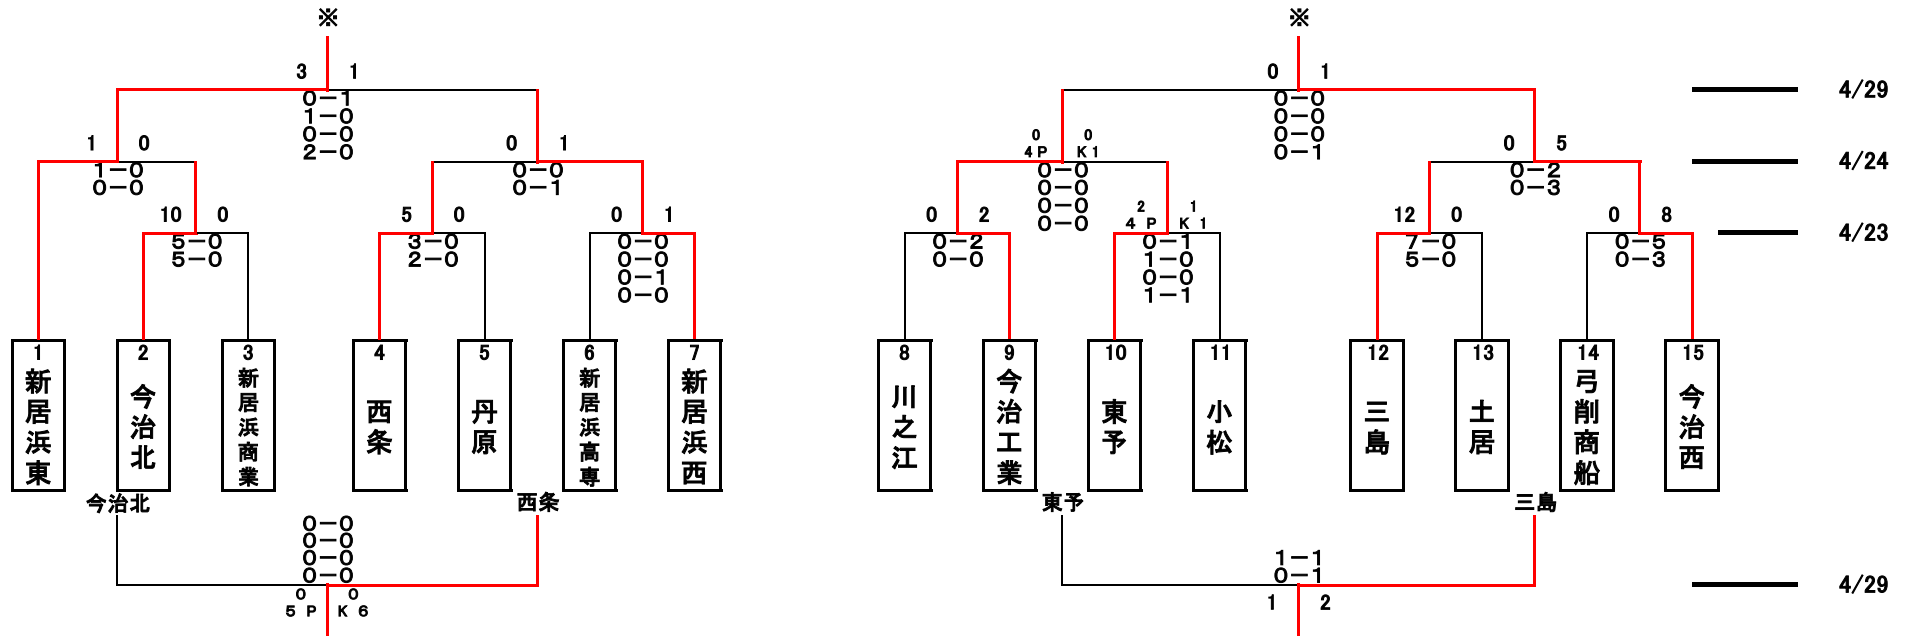 ※ ※
3 1 0 1 4/29
0－1 0－0
1－0 0－0
0－0 0－0
2－0 0－1
1 0 0 1 0 0 0 5 4/24
4 P K 1
1－0 0－0 0－0 0－2
0－0 0－1 0－0 0－3
0－0
0－0
10 0 5 0 0 1 0 2 2 1 12 0 0 8 4/23
4 P K 1
5－0 3－0 0－0 0－2 0－1 7－0 0－5
5－0 2－0 0－0 0－0 1－0 5－0 0－3
0－1 0－0
0－0 1－1
1 2 3 4 5 6 7 8 9 10 11 12 13 14 15
新居浜東
今治北
新居浜商業
西条
丹原
新居浜高専
新居浜西
川之江
今治工業
東予
小松
三島
土居
弓削商船
今治西
今治北 西条 東予 三島
0－0
0－0
0－0 1－1
0－0 0－1 4/29
0 0 1 2
5 P K 6